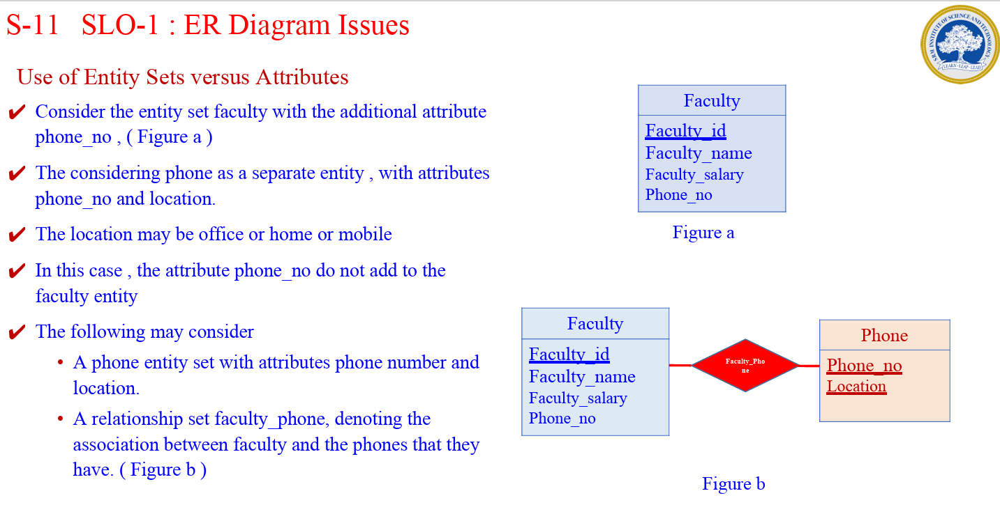 S-11 SLO-1 : ER Diagram Issues
SRM INSTITUTE OF SCIENCE AND TECHNOLOGY
LEARN - LEAP - LEAD
Use of Entity Sets versus Attributes
✔ Consider the entity set faculty with the additional attribute
phone_no , ( Figure a )
✔ The considering phone as a separate entity , with attributes
phone_no and location.
✔ The location may be office or home or mobile
✔ In this case , the attribute phone_no do not add to the
faculty entity
✔ The following may consider
• A phone entity set with attributes phone number and
location.
• A relationship set faculty_phone, denoting the
association between faculty and the phones that they
have. ( Figure b )
Faculty
Faculty_id
Faculty_name
Faculty_salary
Phone_no
Figure a
Faculty
Faculty_id
Faculty_name
Faculty_salary
Phone_no
Faculty_Pho
ne
Phone
Phone_no
Location
Figure b